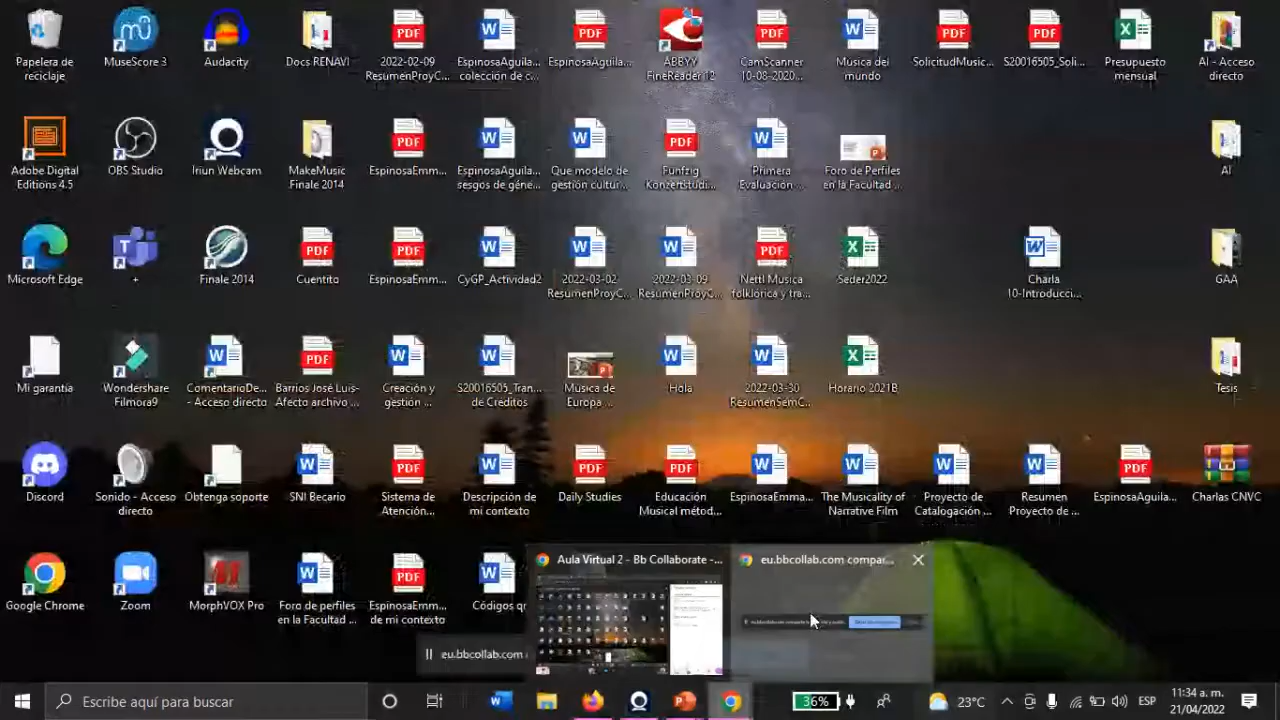 Papelera de
reciclaje
MuseScore 3
Audacity
Docs RENAVI
2022-02-09
ResumenProyC...
EspinosaAguila...
colección de c...
EspinosaAguila...
ABBYY
FineReader 12
CamScanner
10-08-2020...
Musica del
mundo
SolicitudMusic...
S20016505_Soli...
Presupuesto
mensual
AI - Acceso
directo
Adobe Digital
Editions 4.5
OBS Studio
Iriun Webcam
MakeMusic
Finale 2014
EspinosaEmm...
EspinosaAguila...
sesgos de géne...
Que modelo de
gestión cultur...
Fünfzig
Konzertstudi...
Primera
Evaluación ...
Foro de Perfiles
en la Facultad ...
AI
Microsoft Edge
+
Finale 2014
Cuentito
EspinosaEmm...
CyGP_Actividad2
2022-03-02
ResumenProyC...
2022-03-09
ResumenProyC...
Nettl Musica
folklórica y tra...
Seder2022
Charla
10-Introducci...
GAA
Mi garantia
Wondershare
Filmora9
ComentarioDe...
- Acceso directo
Barrios José Luis-
Afecto archivo ...
Creación y
gestión ...
S20016505_Tran...
de Créditos
Musica de
Europa ...
Hola
2022-03-30
ResumenSemC...
Horario 2021B
Tesis
Discord
Sonido - Acceso
directo
Obtenga soporte
SNI Becario
Sistema de
Atención...
Descripción de
mi contexto
Daily Studies
Educación
Musical métod...
EspinosaEmma...
The Musicality of
Narrative Film
Proyecto de
Catalogación ...
Resumen
Proyecto de ...
EspinosaAguila...
Charlas CNVC
Google Chrome
Zoom
Foro de perfiles
en la Facultad ...
EspinosaEmm...
de mi contexto
Códigos qr
Aula Virtual 2 - Bb Collaborate -...
eu.bbcollab.com compar...
eu.bbcollab.com
Escribe aquí para buscar
36%
23°C
ESP
11:34 a. m.
21/04/2022